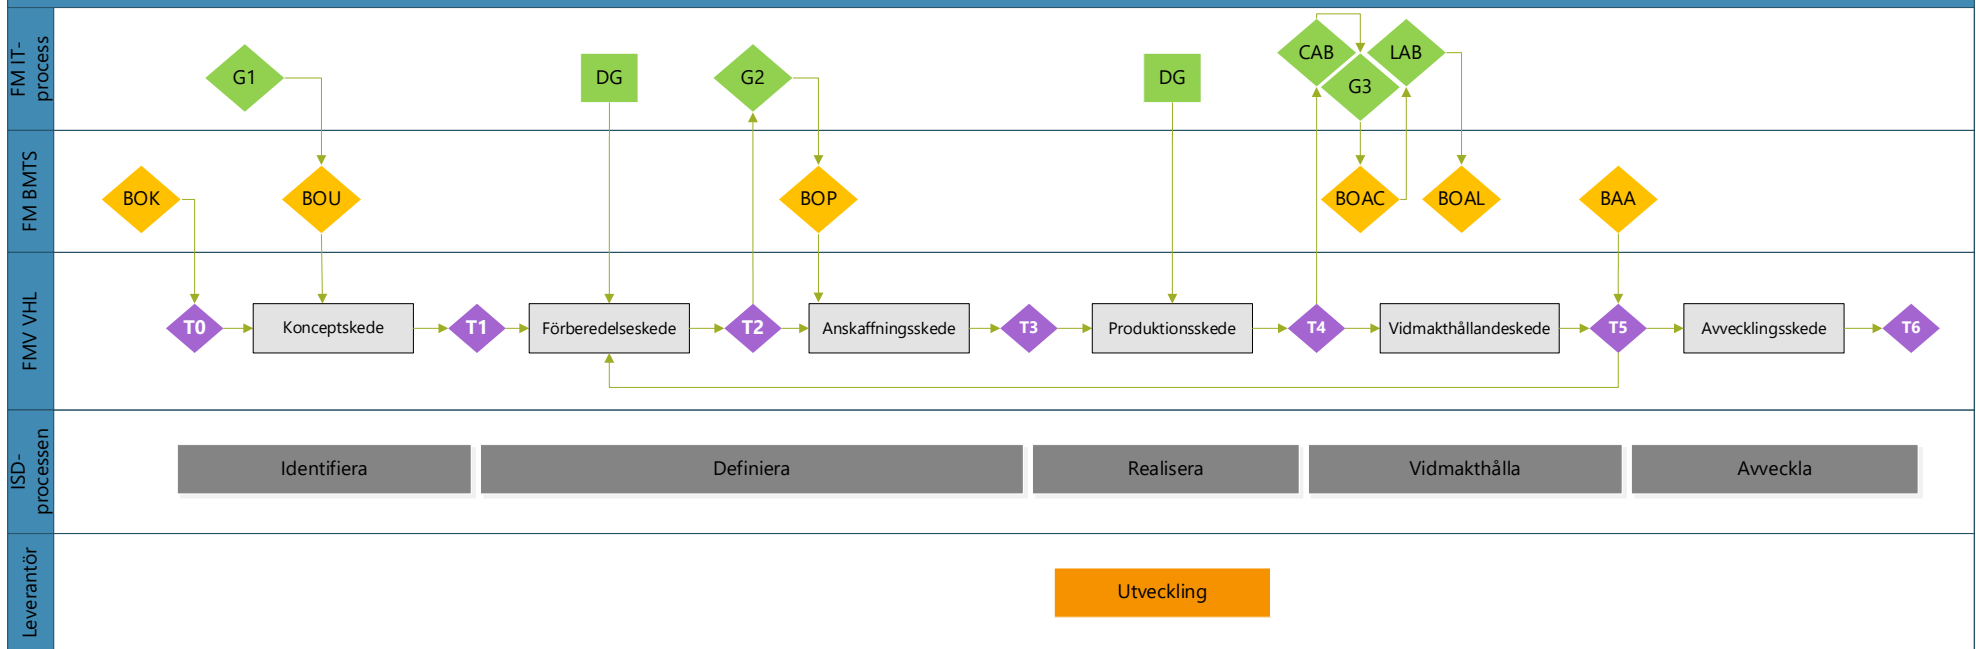 FM IT-
process
G1
DG
G2
DG
CAB
G3
LAB
FM BMTS
BOK
BOU
BOP
BOAC
BOAL
BAA
FMV VHL
T0
Konceptskede
T1
Förberedelseskede
T2
Anskaffningsskede
T3
Produktionsskede
T4
Vidmakthållandeskede
T5
Avvecklingsskede
T6
ISD-
processen
Identifiera
Definiera
Realisera
Vidmakthålla
Avveckla
Leverantör
Utveckling